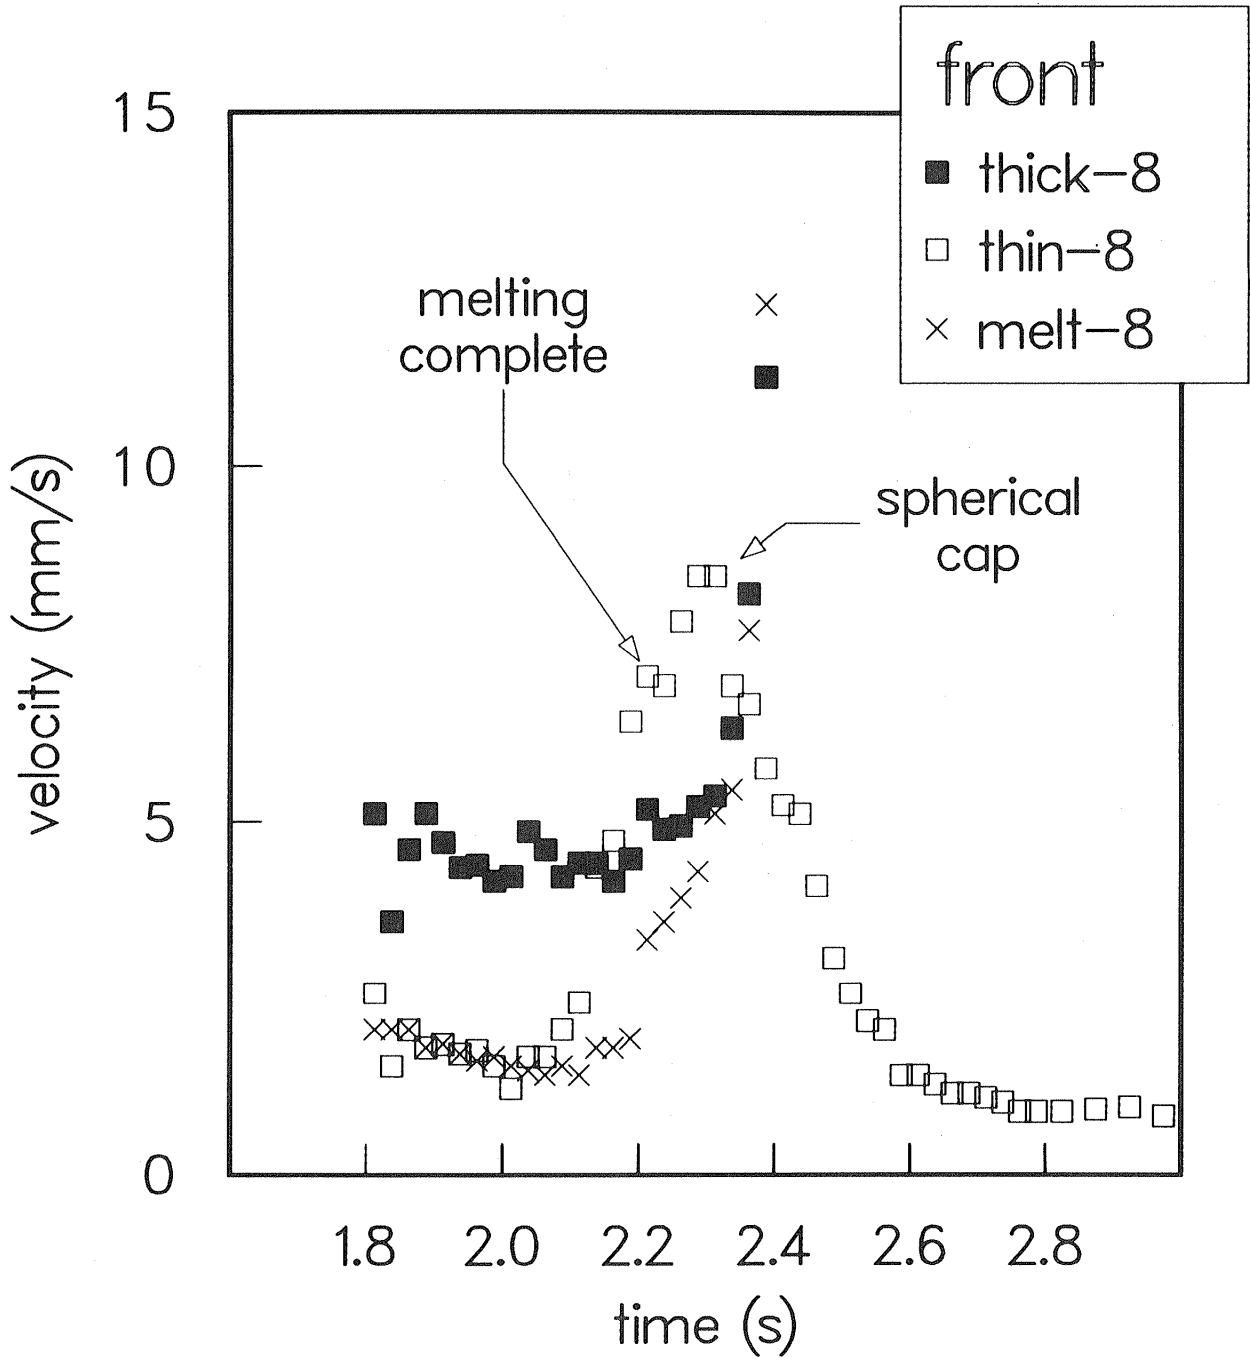 front
thick–8
thin–8
melt–8
15
10
5
0
velocity (mm/s)
melting
complete
spherical
cap
1.8 2.0 2.2 2.4 2.6 2.8
time (s)